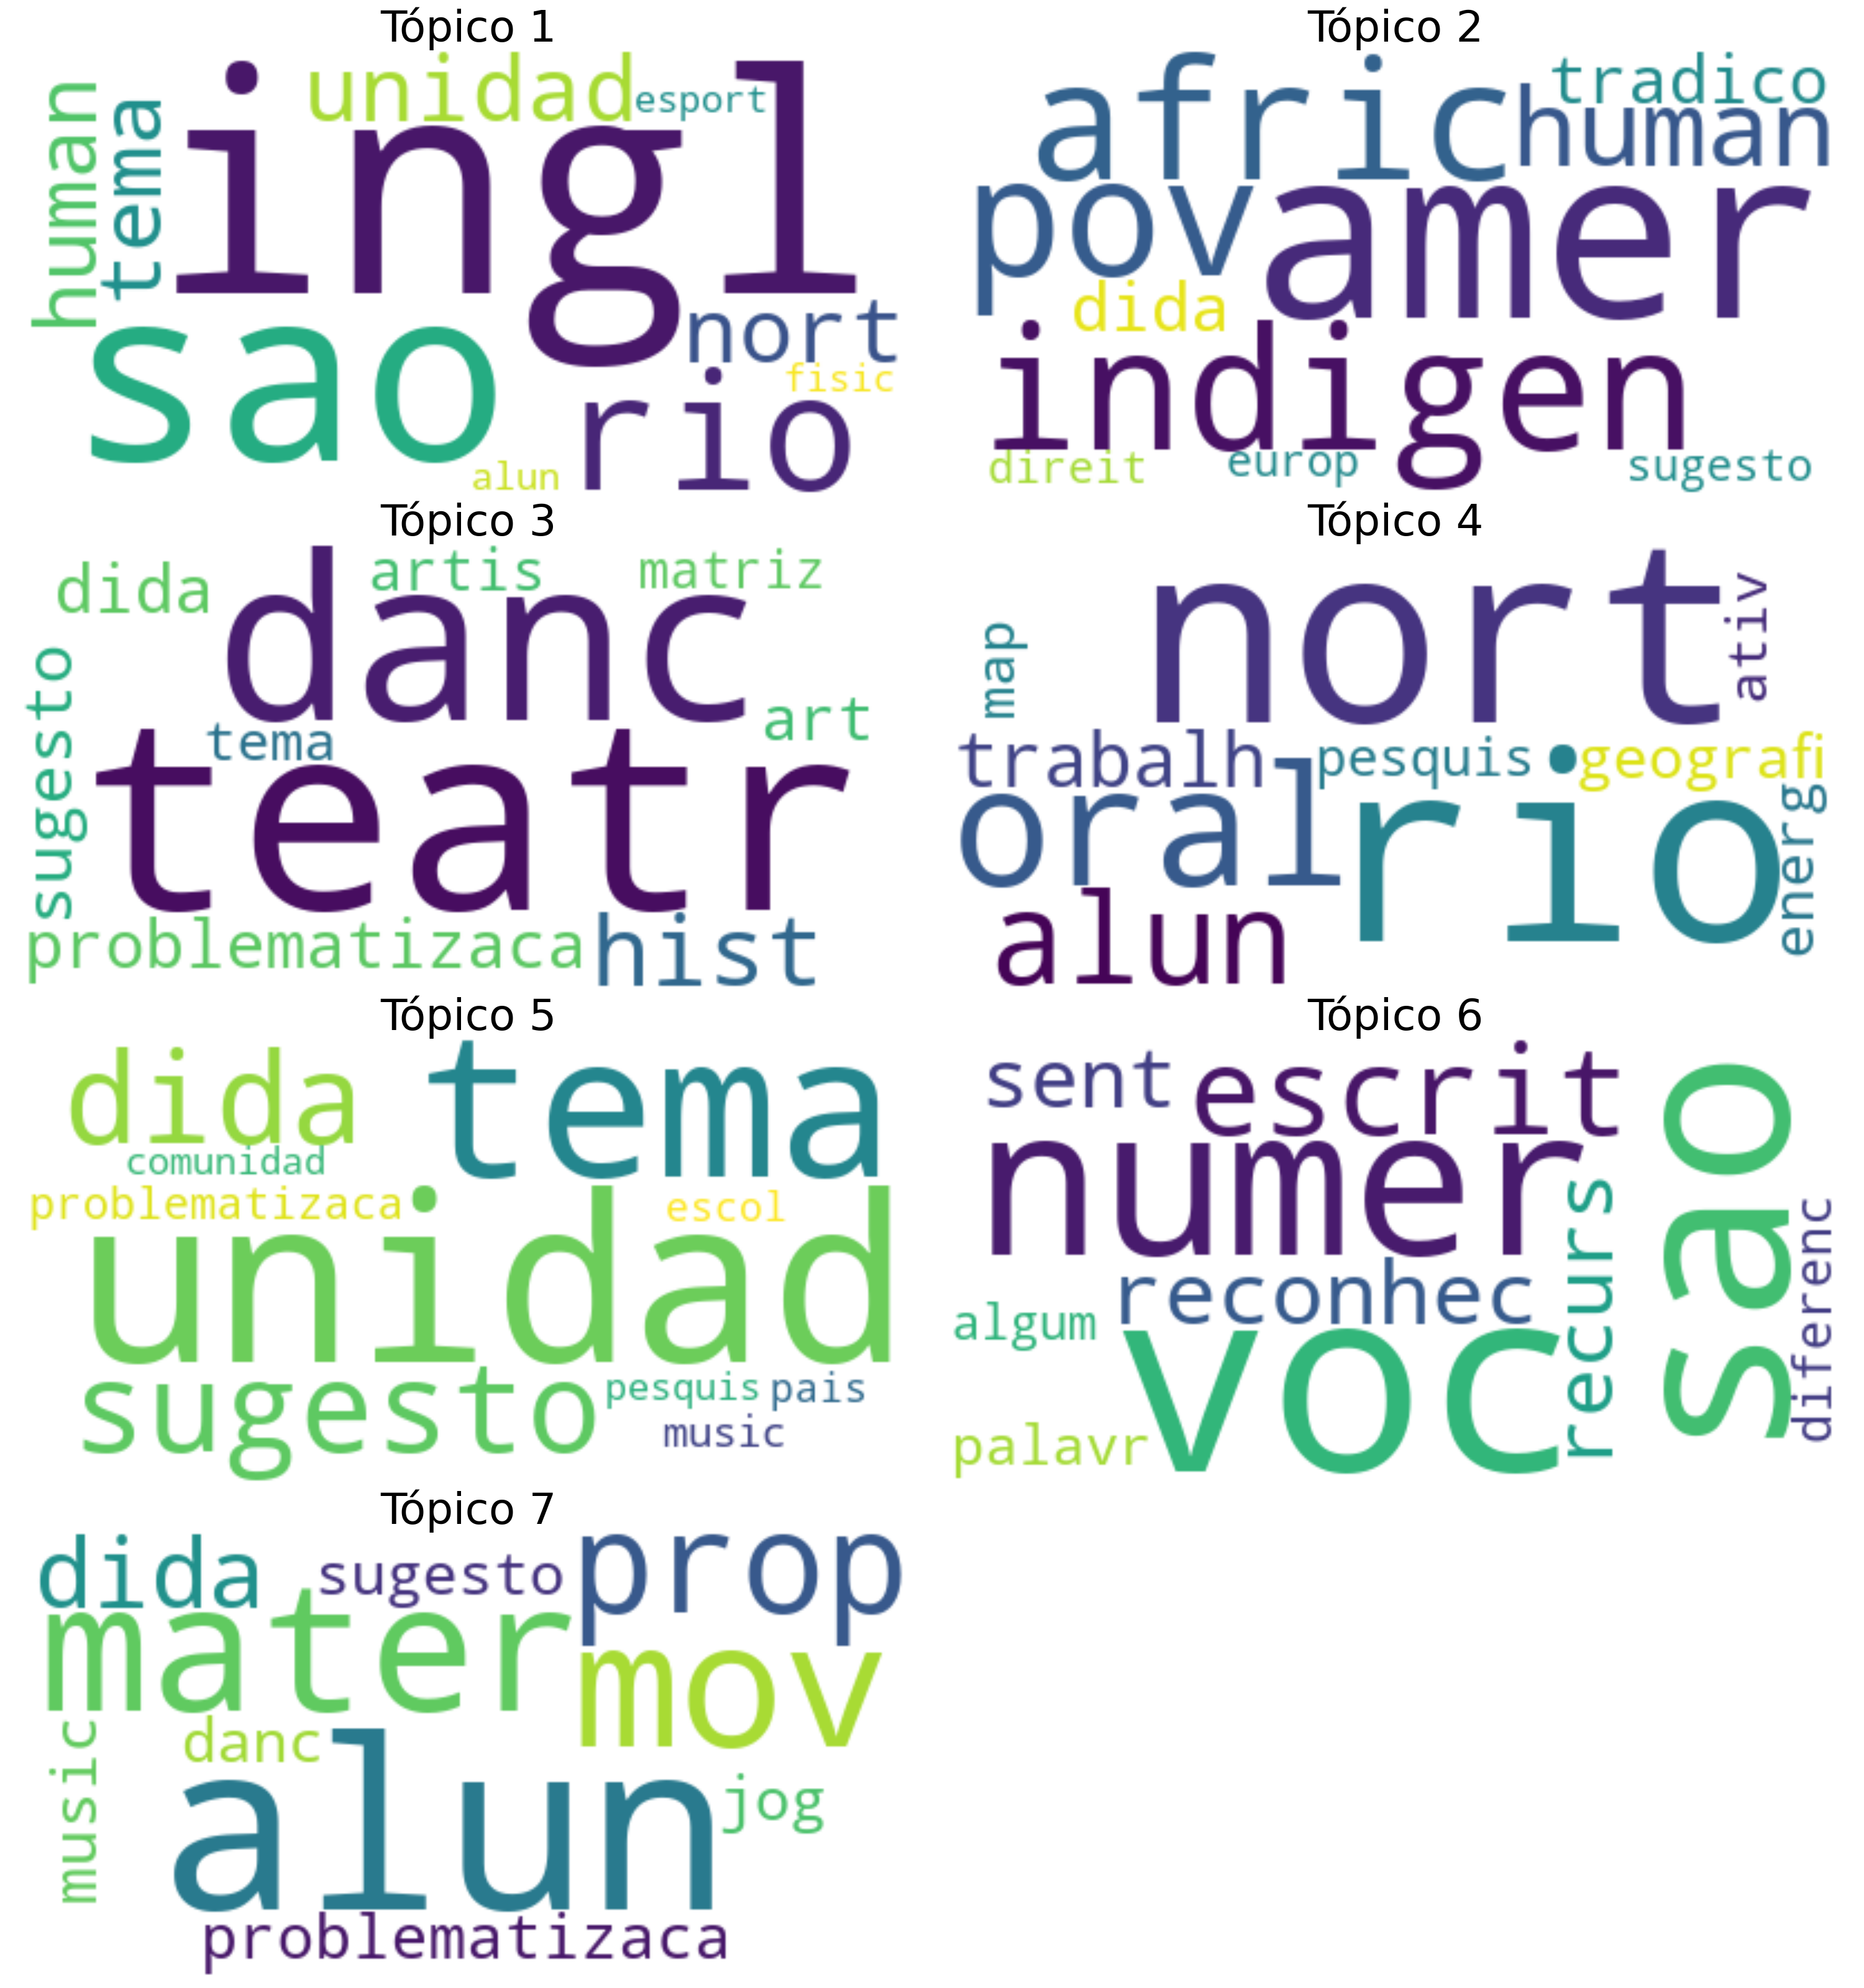 Tópico 1
human
tema
unidad
esport
ingl
sao
nort
fisic
rio
alun
Tópico 2
afric
tradico
human
pov
amer
dida
indigen
direit
europ
sugesto
Tópico 3
dida
artis
matriz
danc
sugesto
tema
art
teatr
problematizaca
hist
Tópico 4
nort
ativ
map
trabalh
pesquis
geografi
oral
rio
energ
alun
Tópico 5
dida
tema
comunidad
problematizaca
escol
unidad
sugesto
pesquis
pais
music
Tópico 6
sent
escrit
sao
numer
recurs
reconhec
diferenc
algum
voc
palavr
Tópico 7
dida
sugesto
prop
mater
mov
music
danc
alun
jog
problematizaca